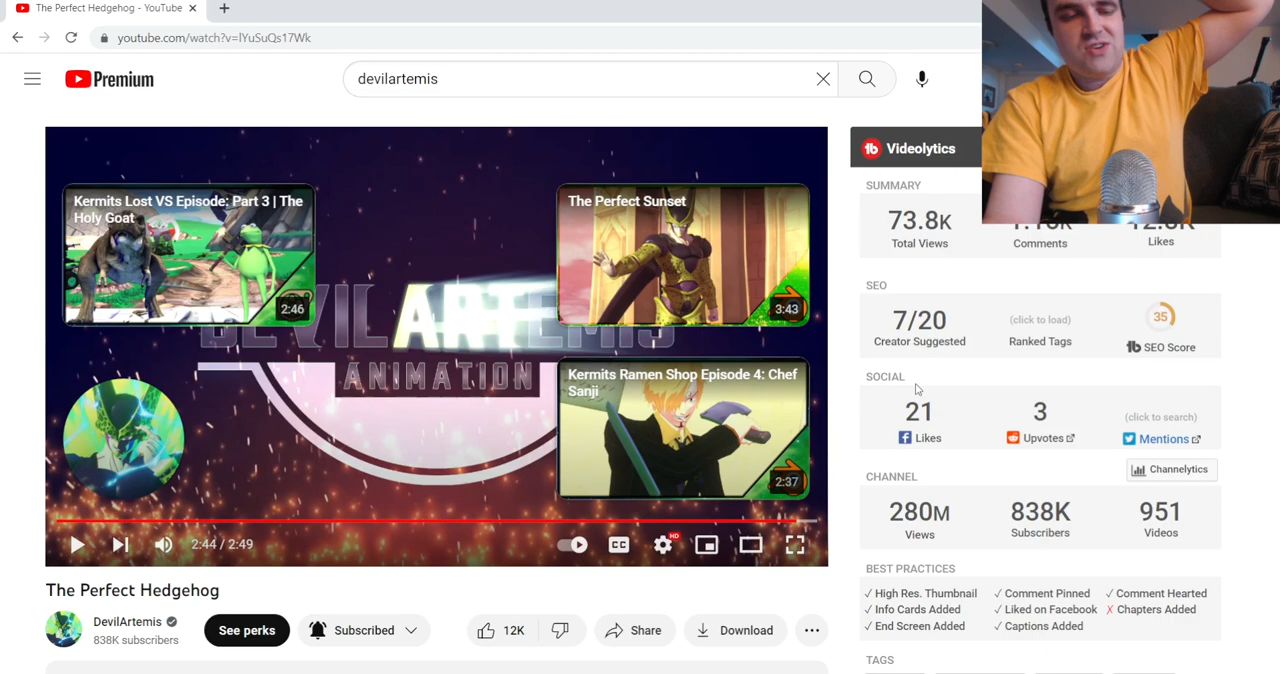 The Perfect Hedgehog - YouTube
youtube.com/watch?v=lYuSuQs17Wk
Premium
devilartemis
Kermits Lost VS Episode: Part 3 | The
Holy Goat
2:46
The Perfect Sunset
3:43
DEVILARTEMIS
ANIMATION
Kermits Ramen Shop Episode 4: Chef
Sanji
2:37
2:44 / 2:49
CC
HD
The Perfect Hedgehog
DevilArtemis
838K subscribers
See perks
Subscribed
12K
Share
Download
tb Videolytics
SUMMARY
73.8K
Total Views
Comments
Likes
SEO
7/20
Creator Suggested
(click to load)
Ranked Tags
35
tb SEO Score
SOCIAL
21
Likes
3
Upvotes
(click to search)
Mentions
CHANNEL
Channelytics
280M
Views
838K
Subscribers
951
Videos
BEST PRACTICES
✓ High Res. Thumbnail ✓ Comment Pinned ✓ Comment Hearted
✓ Info Cards Added ✓ Liked on Facebook ✗ Chapters Added
✓ End Screen Added ✓ Captions Added
TAGS